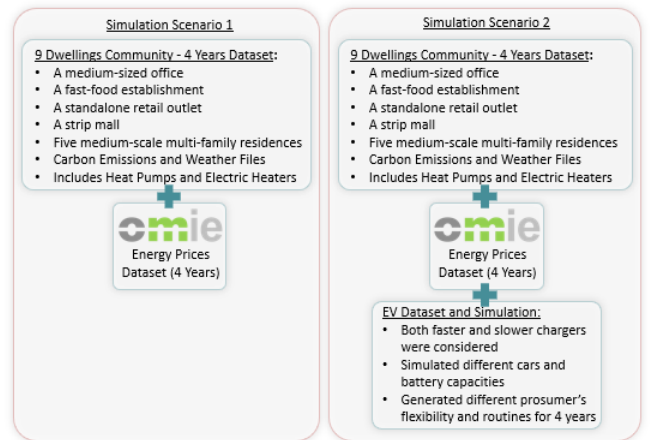 Simulation Scenario 1
9 Dwellings Community - 4 Years Dataset:
• A medium-sized office
• A fast-food establishment
• A standalone retail outlet
• A strip mall
• Five medium-scale multi-family residences
• Carbon Emissions and Weather Files
• Includes Heat Pumps and Electric Heaters
omie
Energy Prices
Dataset (4 Years)
Simulation Scenario 2
9 Dwellings Community - 4 Years Dataset:
• A medium-sized office
• A fast-food establishment
• A standalone retail outlet
• A strip mall
• Five medium-scale multi-family residences
• Carbon Emissions and Weather Files
• Includes Heat Pumps and Electric Heaters
omie
Energy Prices
Dataset (4 Years)
EV Dataset and Simulation:
• Both faster and slower chargers
were considered
• Simulated different cars and
battery capacities
• Generated different prosumer's
flexibility and routines for 4 years